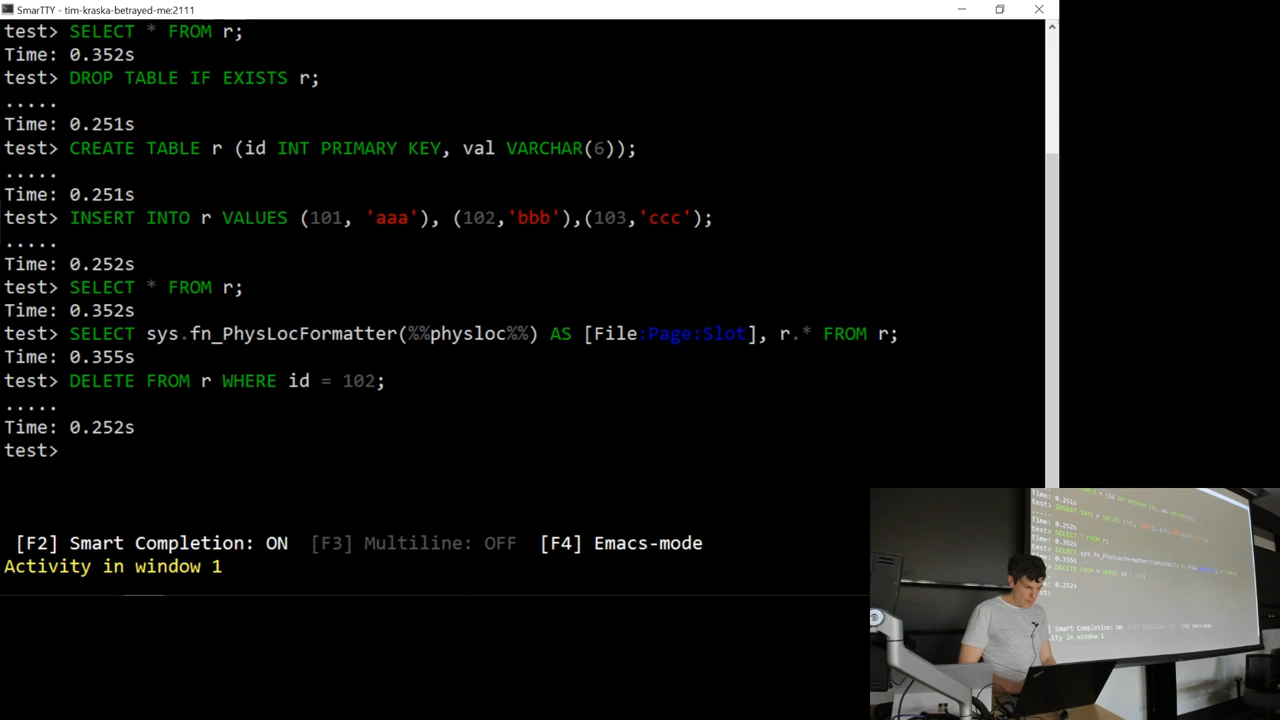 SmarTTY - tim-kraska-betrayed-me:2111
test> SELECT * FROM r;
Time: 0.352s
test> DROP TABLE IF EXISTS r;
.....
Time: 0.251s
test> CREATE TABLE r (id INT PRIMARY KEY, val VARCHAR(6));
.....
Time: 0.251s
test> INSERT INTO r VALUES (101, 'aaa'), (102,'bbb'),(103,'ccc');
.....
Time: 0.252s
test> SELECT * FROM r;
Time: 0.352s
test> SELECT sys.fn_PhysLocFormatter(%%physloc%%) AS [File:Page:Slot], r.* FROM r;
Time: 0.355s
test> DELETE FROM r WHERE id = 102;
.....
Time: 0.252s
test>
[F2] Smart Completion: ON [F3] Multiline: OFF [F4] Emacs-mode
Activity in window 1